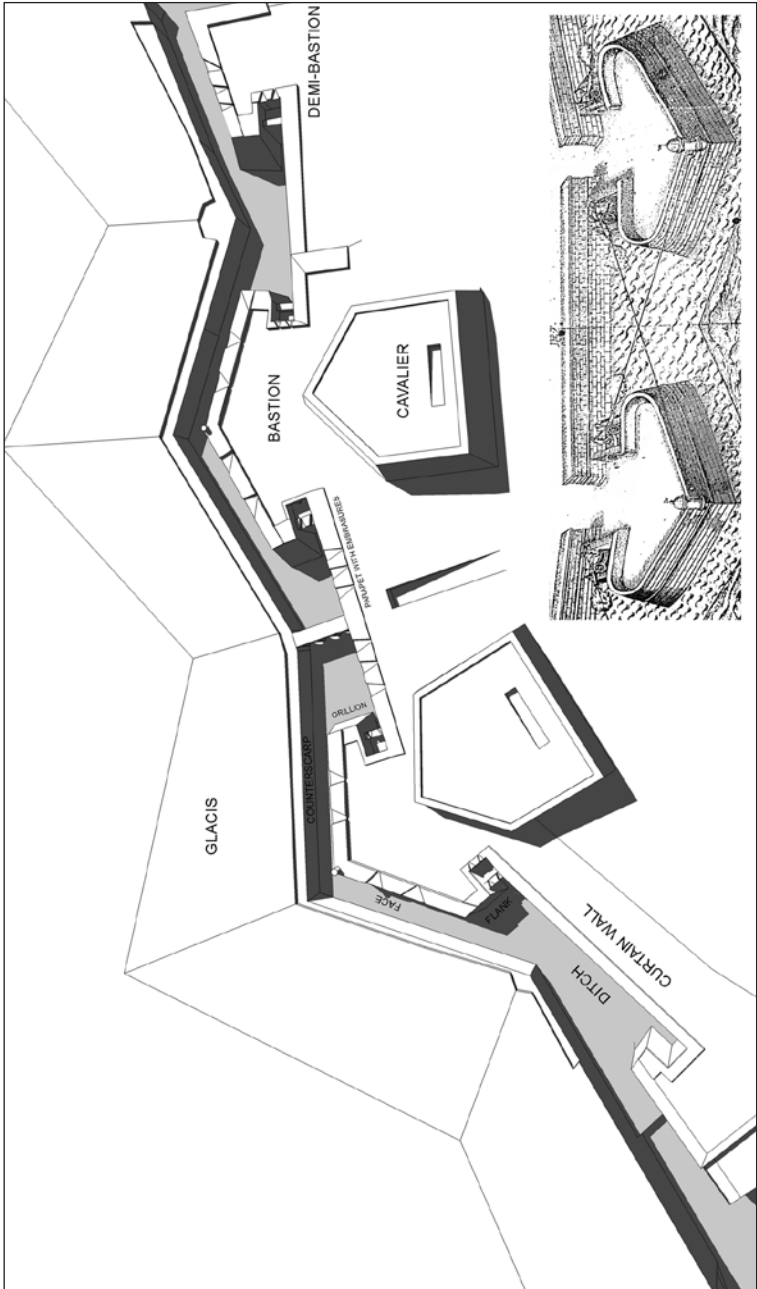 DEMI-BASTION
BASTION
CAVALIER
PARAPET WITH EMBRASURES
ORILLION
COUNTERSCARP
GLACIS
FACE
FLANK
CURTAIN WALL
DITCH